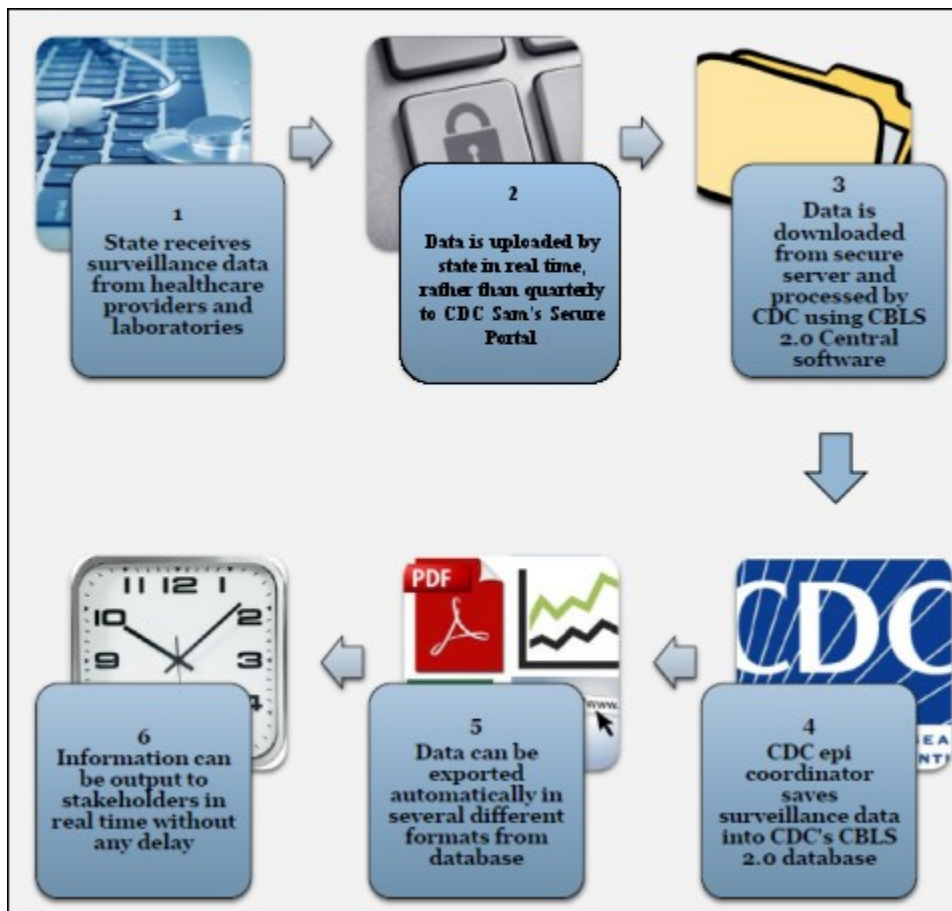 1
State receives
surveillance data
from healthcare
providers and
laboratories
2
Data is uploaded by
state in real time,
rather than quarterly
to CDC Sam's Secure
Portal
3
Data is
downloaded
from secure
server and
processed by
CDC using CBLS
2.0 Central
software
11 12 1
10 2
9 3
4
6
Information can
be output to
stakeholders in
real time without
any delay
PDF
www.
5
Data can be
exported
automatically in
several different
formats from
database
CDC
4
CDC epi
coordinator
saves
surveillance data
into CDC's CBLS
2.0 database